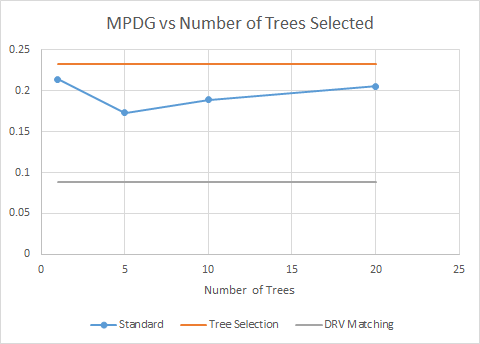 MPDG vs Number of Trees Selected
0.25
0.2
0.15
0.1
0.05
0
0 5 10 15 20 25
Number of Trees
Standard Tree Selection DRV Matching